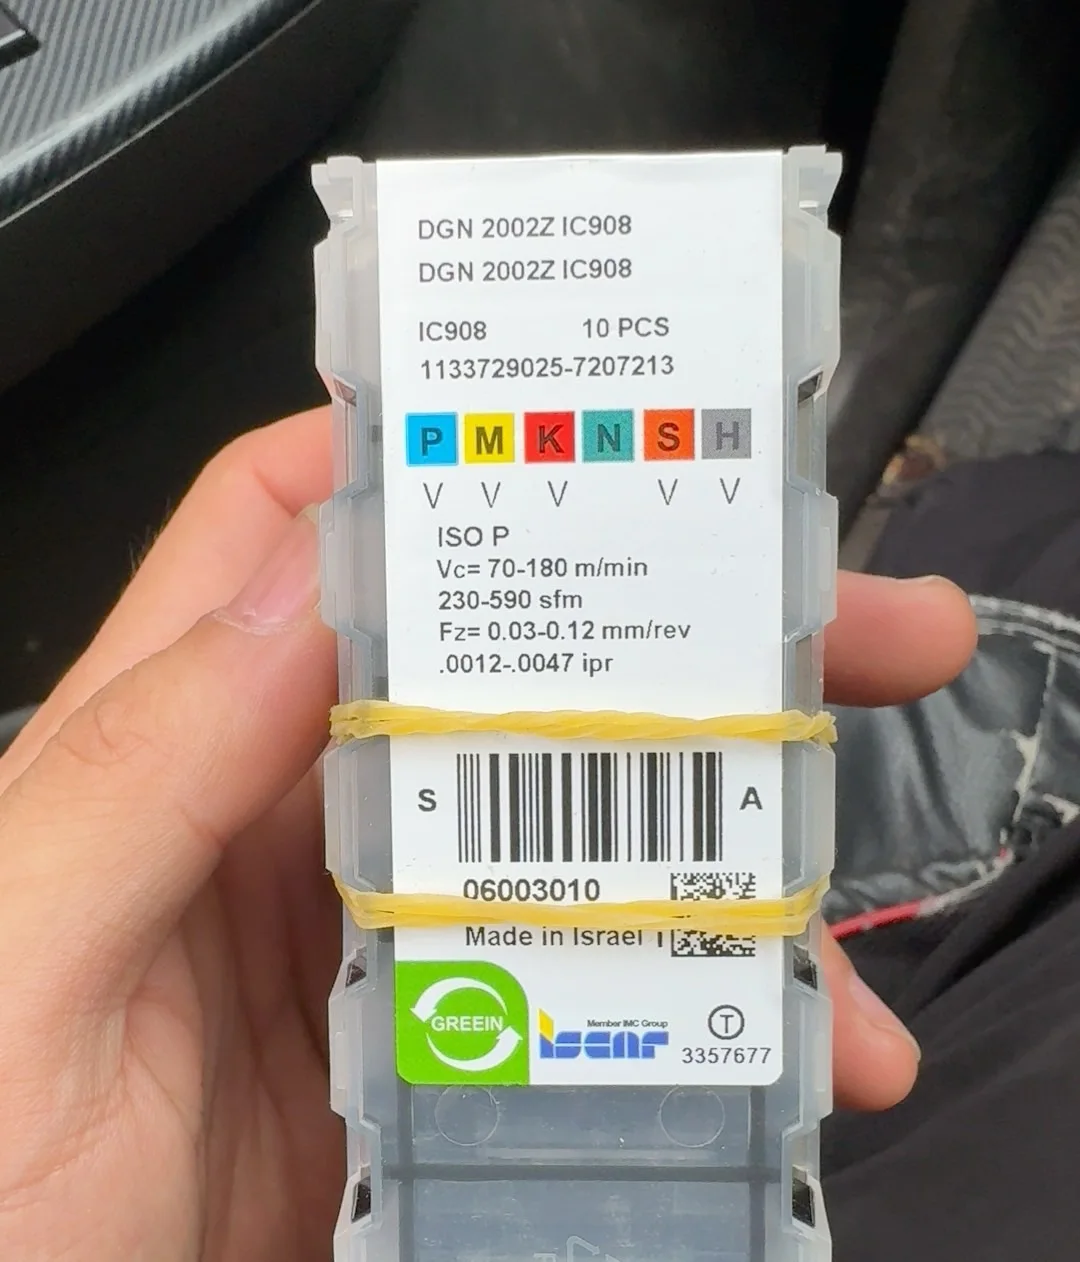 DGN 2002Z IC908
DGN 2002Z IC908
IC908 10 PCS
1133729025-7207213
P M K N S H
V V V V V
ISO P
Vc= 70-180 m/min
230-590 sfm
Fz= 0.03-0.12 mm/rev
.0012-.0047 ipr
S A
06003010
Made in Israel
GREEIN
Member IMC Group
iscar
T
3357677